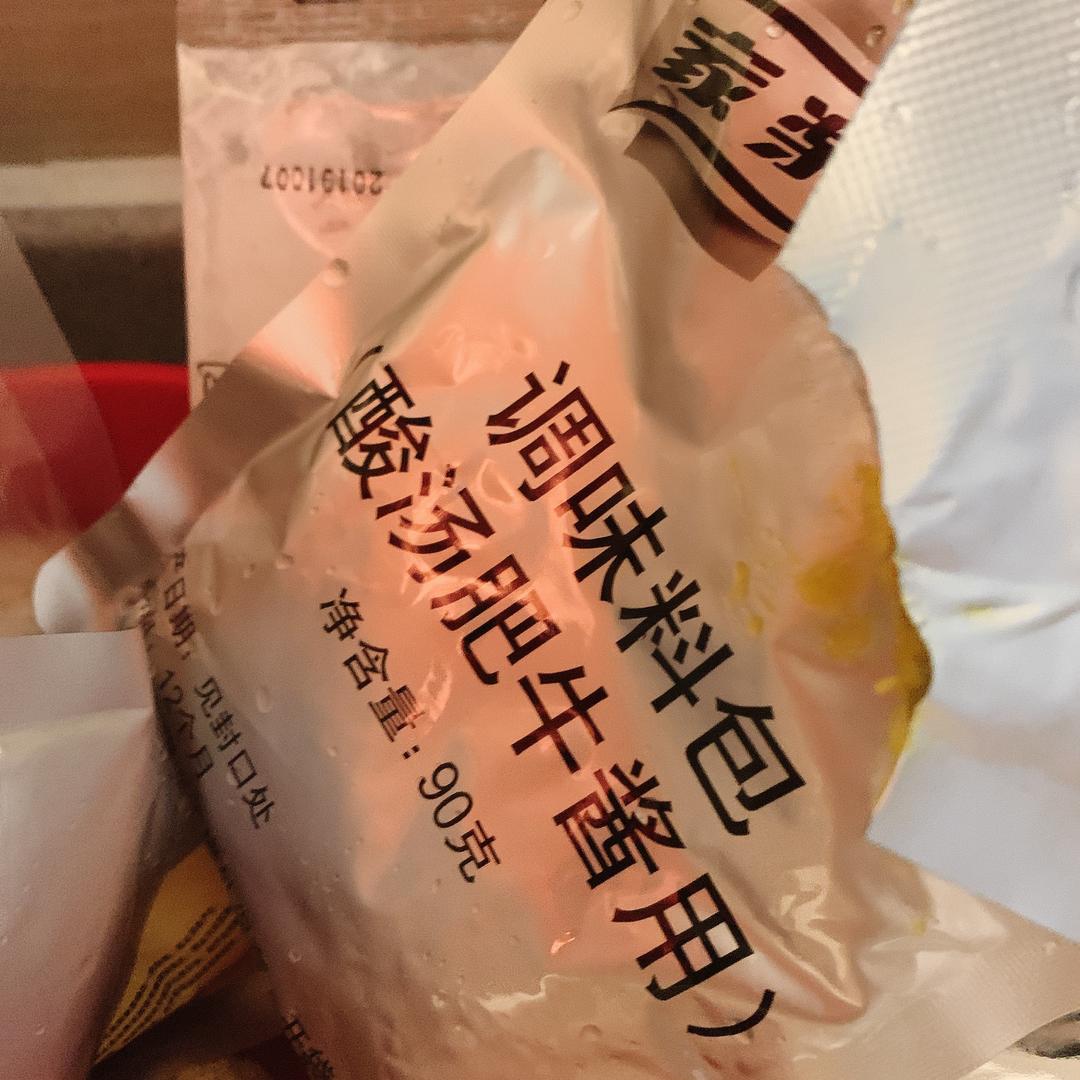 20191007
调味料包
(酸汤肥牛酱用)
净含量：90克
产日期：见封口处
12个月